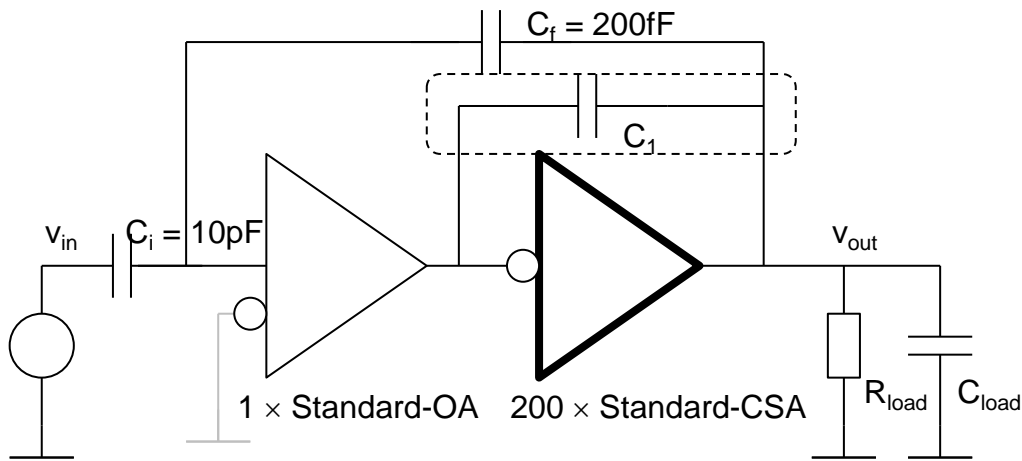 C_f = 200fF
C_1
v_in
C_i = 10pF
v_out
1 × Standard-OA
200 × Standard-CSA
R_load
C_load